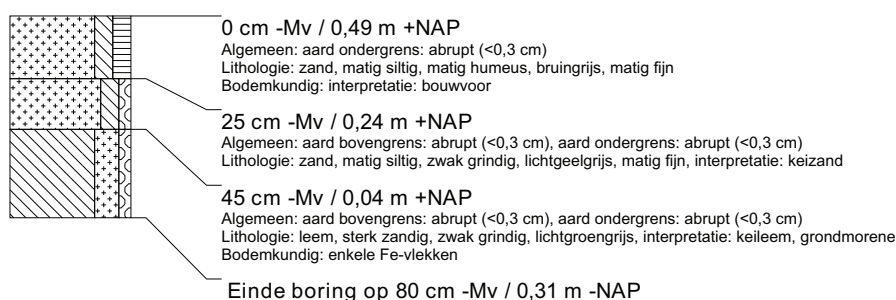 0 cm -Mv / 0,49 m +NAP
Algemeen: aard ondergrens: abrupt (<0,3 cm)
Lithologie: zand, matig siltig, matig humeus, bruingrijs, matig fijn
Bodemkundig: interpretatie: bouwvoor
25 cm -Mv / 0,24 m +NAP
Algemeen: aard bovengrens: abrupt (<0,3 cm), aard ondergrens: abrupt (<0,3 cm)
Lithologie: zand, matig siltig, zwak grindig, lichtgeelgrijs, matig fijn, interpretatie: keizand
45 cm -Mv / 0,04 m +NAP
Algemeen: aard bovengrens: abrupt (<0,3 cm), aard ondergrens: abrupt (<0,3 cm)
Lithologie: leem, sterk zandig, zwak grindig, lichtgroengrijs, interpretatie: keileem, grondmorene
Bodemkundig: enkele Fe-vlekken
Einde boring op 80 cm -Mv / 0,31 m -NAP